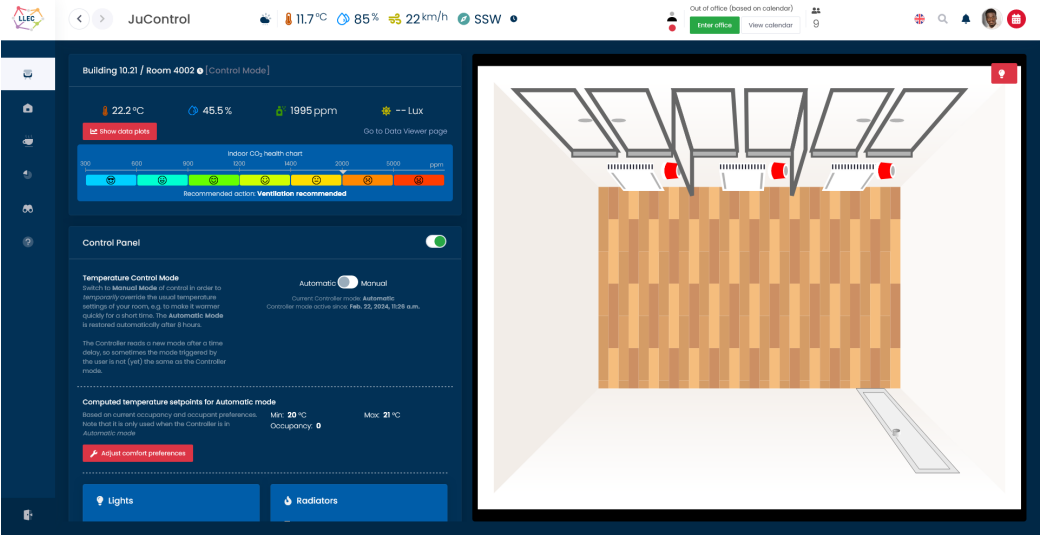 LLEC
JuControl
11.7 °C
85 %
22 km/h
SSW
Out of office (based on calendar)
Enter office
View calendar
9
Building 10.21 / Room 4002 [Control Mode]
22.2 °C
45.5 %
1995 ppm
-- Lux
Show data plots
Go to Data Viewer page
Indoor CO₂ health chart
300 600 900 1200 1400 2000 5000 ppm
Recommended action: Ventilation recommended
Control Panel
Temperature Control Mode
Switch to Manual Mode of control in order to
temporarily override the usual temperature
settings of your room, e.g. to make it warmer
quickly for a short time. The Automatic Mode
is restored automatically after 8 hours.
The Controller reads a new mode after a time
delay, so sometimes the mode triggered by
the user is not (yet) the same as the Controller
mode.
Automatic Manual
Current Controller mode: Automatic
Controller mode active since: Feb. 22, 2024, 11:28 a.m.
Computed temperature setpoints for Automatic mode
Based on current occupancy and occupant preferences.
Note that it is only used when the Controller is in
Automatic mode
Min: 20 °C
Max: 21 °C
Occupancy: 0
Adjust comfort preferences
Lights
Radiators